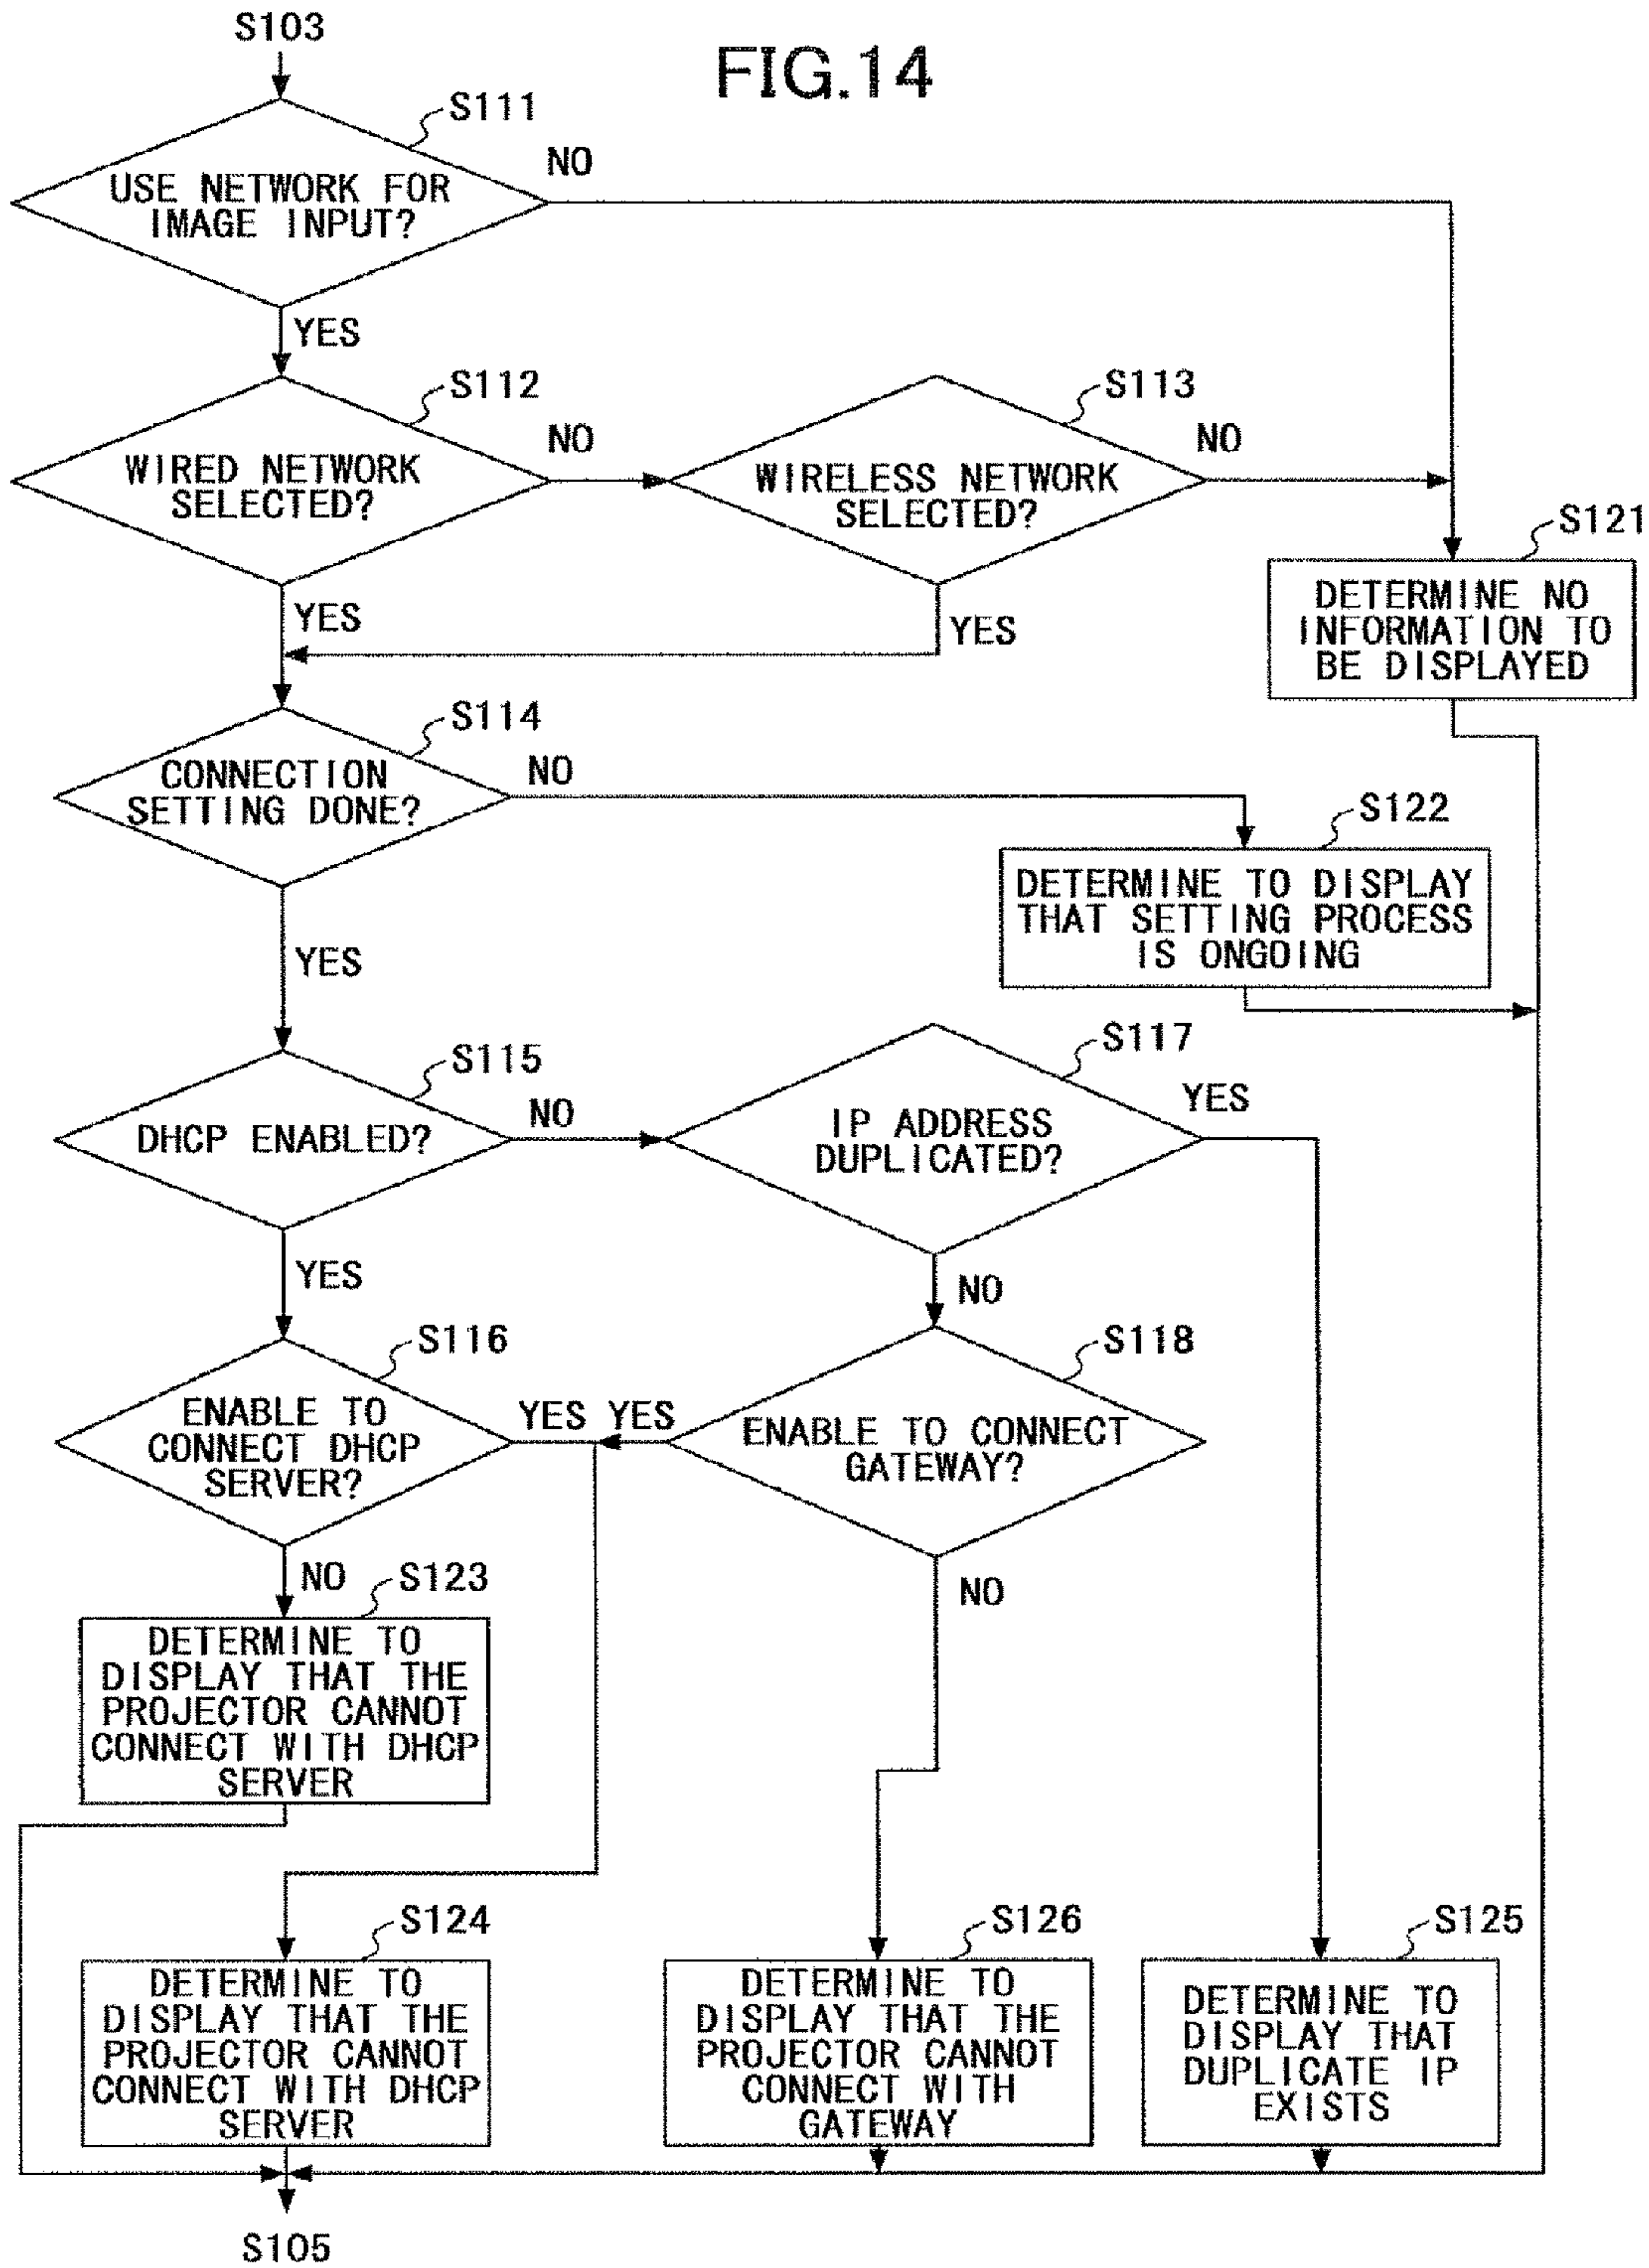 S103
FIG.14
S111
NO
USE NETWORK FOR
IMAGE INPUT?
YES
S112
S113
NO
NO
WIRED NETWORK
SELECTED?
WIRELESS NETWORK
SELECTED?
S121
DETERMINE NO
INFORMATION TO
BE DISPLAYED
YES
YES
S114
NO
CONNECTION
SETTING DONE?
S122
DETERMINE TO DISPLAY
THAT SETTING PROCESS
IS ONGOING
YES
S115
S117
NO
YES
DHCP ENABLED?
IP ADDRESS
DUPLICATED?
YES
NO
S116
S118
YES
YES
ENABLE TO
CONNECT DHCP
SERVER?
ENABLE TO CONNECT
GATEWAY?
NO
S123
NO
DETERMINE TO
DISPLAY THAT THE
PROJECTOR CANNOT
CONNECT WITH DHCP
SERVER
S124
S126
S125
DETERMINE TO
DISPLAY THAT THE
PROJECTOR CANNOT
CONNECT WITH DHCP
SERVER
DETERMINE TO
DISPLAY THAT THE
PROJECTOR CANNOT
CONNECT WITH
GATEWAY
DETERMINE TO
DISPLAY THAT
DUPLICATE IP
EXISTS
S105